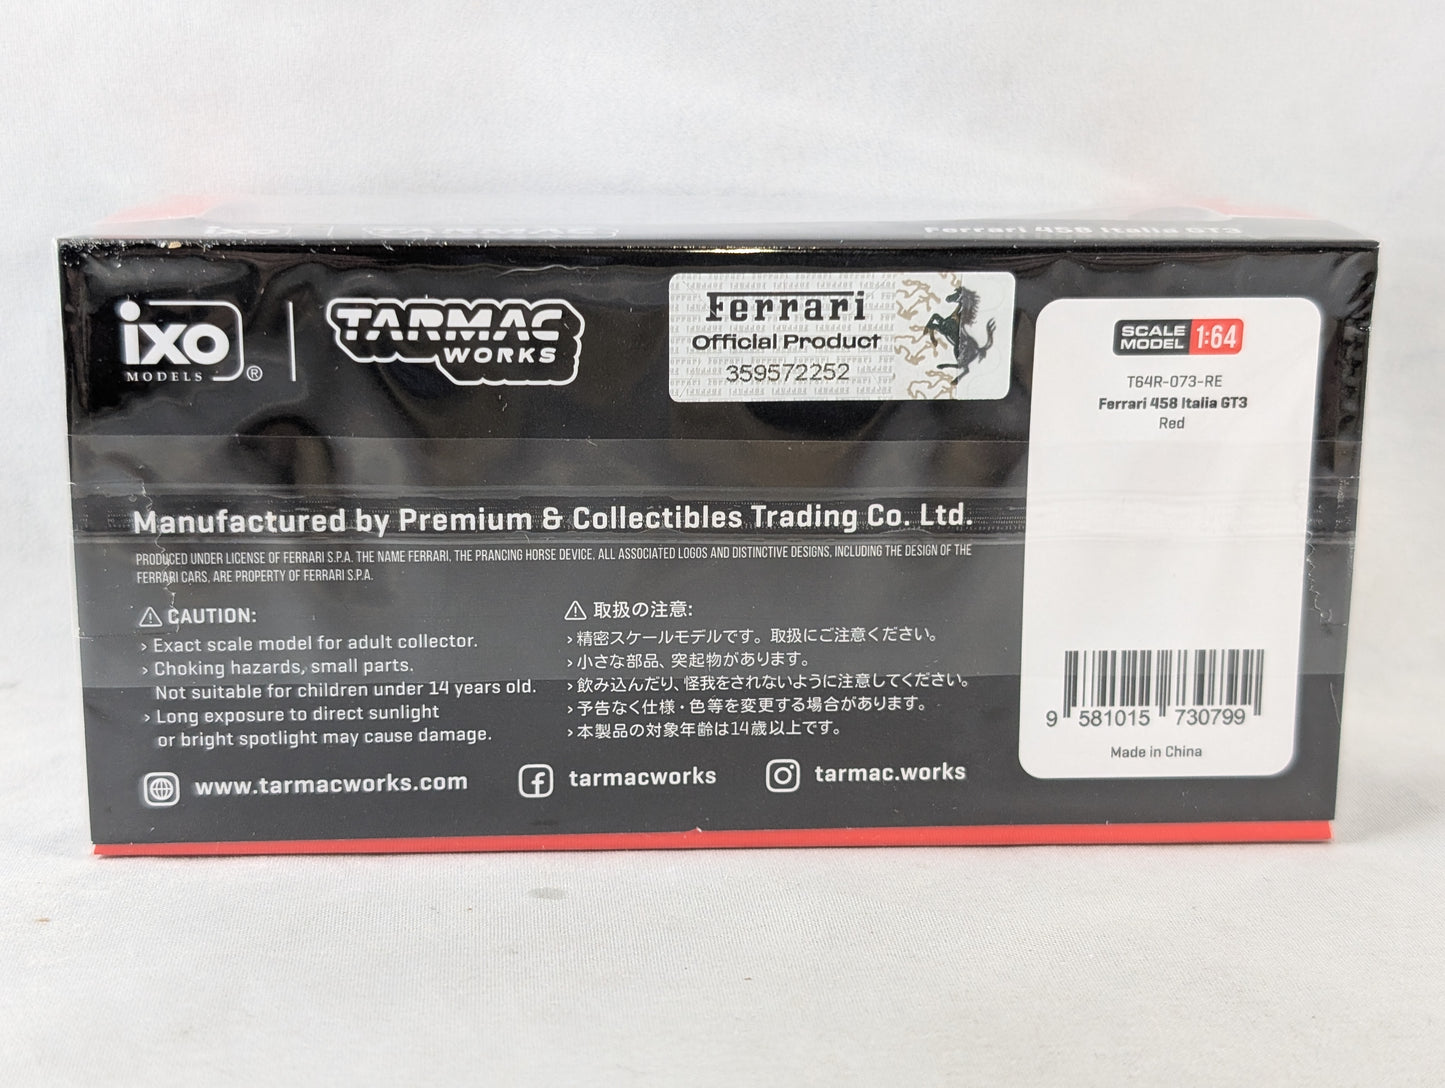 ixo | TARMAC Ferrari 458 Italia GT3
ixo
MODELS ®
TARMAC
WORKS
Ferrari
Official Product
359572252
SCALE
MODEL 1:64
T64R-073-RE
Ferrari 458 Italia GT3
Red
Manufactured by Premium & Collectibles Trading Co. Ltd.
PRODUCED UNDER LICENSE OF FERRARI S.P.A. THE NAME FERRARI, THE PRANCING HORSE DEVICE, ALL ASSOCIATED LOGOS AND DISTINCTIVE DESIGNS, INCLUDING THE DESIGN OF THE
FERRARI CARS, ARE PROPERTY OF FERRARI S.P.A.
⚠ CAUTION:
› Exact scale model for adult collector.
› Choking hazards, small parts.
Not suitable for children under 14 years old.
› Long exposure to direct sunlight
or bright spotlight may cause damage.
⚠ 取扱の注意:
› 精密スケールモデルです。取扱にご注意ください。
› 小さな部品、突起物があります。
› 飲み込んだり、怪我をされないように注意してください。
› 予告なく仕様・色等を変更する場合があります。
› 本製品の対象年齢は14歳以上です。
www.tarmacworks.com
tarmacworks
tarmac.works
9 581015 730799
Made in China